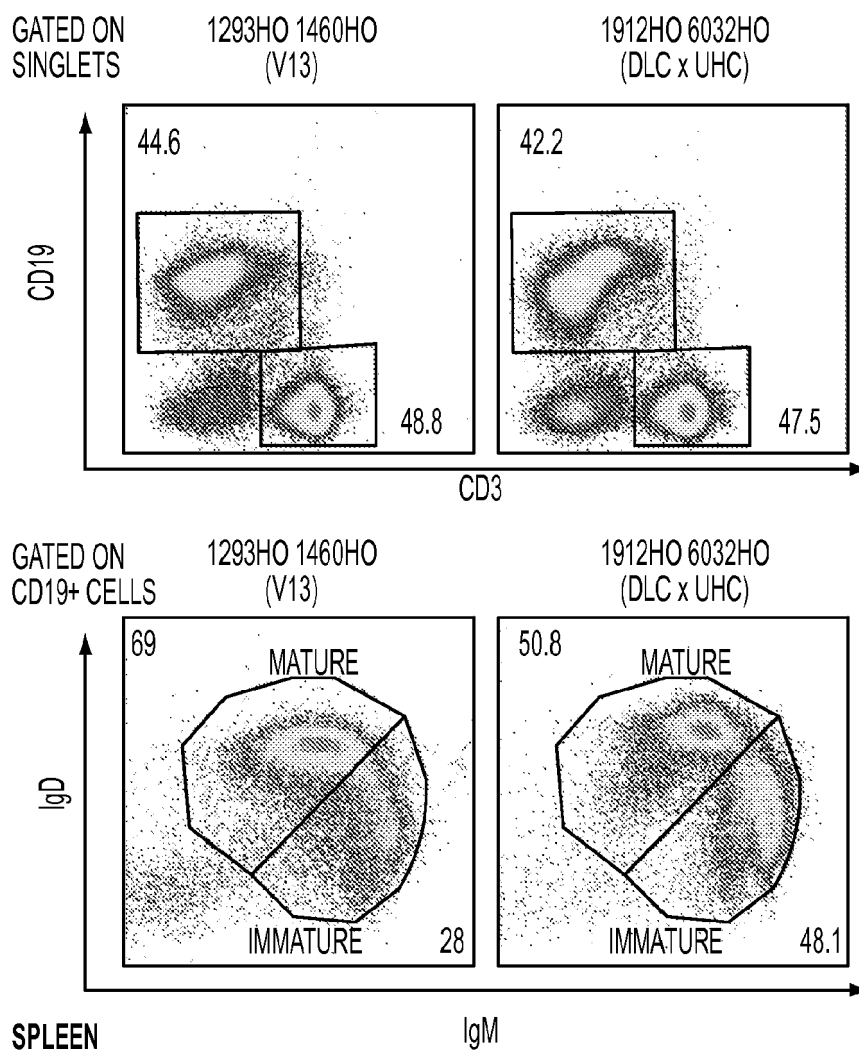 GATED ON
SINGLETS
1293HO 1460HO
(V13)
1912HO 6032HO
(DLC x UHC)
44.6
42.2
CD19
48.8
47.5
CD3
GATED ON
CD19+ CELLS
1293HO 1460HO
(V13)
1912HO 6032HO
(DLC x UHC)
69
MATURE
50.8
MATURE
IgD
IMMATURE
28
IMMATURE
48.1
SPLEEN
IgM